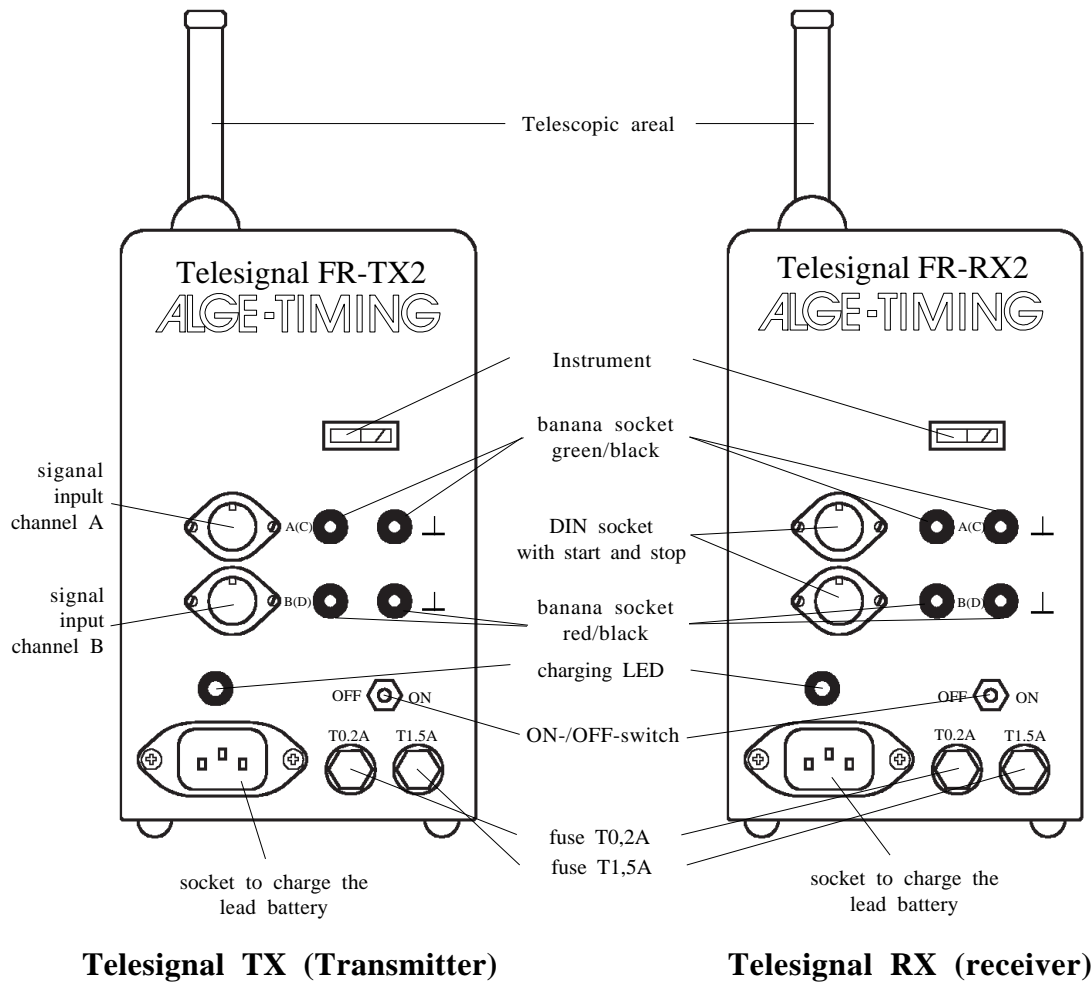 Telescopic areal
Telesignal FR-TX2
ALGE-TIMING
Telesignal FR-RX2
ALGE-TIMING
Instrument
banana socket
green/black
siganal
inpult
channel A
A(C)
DIN socket
with start and stop
A(C)
signal
input
channel B
B(D)
banana socket
red/black
B(D)
charging LED
OFF ON
OFF ON
ON-/OFF-switch
T0.2A T1.5A
T0.2A T1.5A
fuse T0,2A
fuse T1,5A
socket to charge the
lead battery
socket to charge the
lead battery
Telesignal TX (Transmitter)
Telesignal RX (receiver)